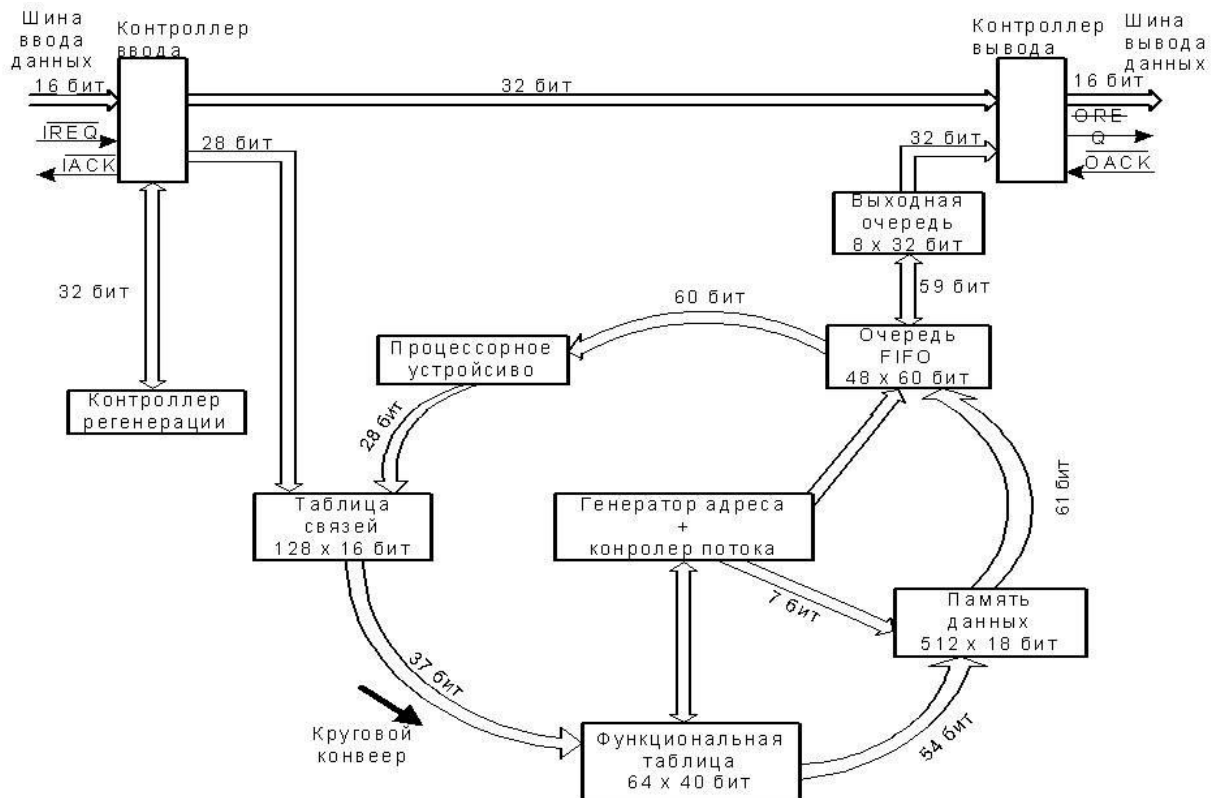 Шина
ввода
данных
Контроллер
ввода
Контроллер
вывода
Шина
вывода
данных
16 бит
32 бит
16 бит
IREQ
ORE
Q
28 бит
32 бит
IACK
OACK
Выходная
очередь
8 x 32 бит
32 бит
59 бит
60 бит
Процессорное
устройсиво
Очередь
FIFO
48 x 60 бит
Контроллер
регенерации
28 бит
61 бит
Таблица
связей
128 x 16 бит
Генератор адреса
+
конролер потока
7 бит
Память
данных
512 x 18 бит
37 бит
Круговой
конвеер
Функциональная
таблица
64 x 40 бит
54 бит